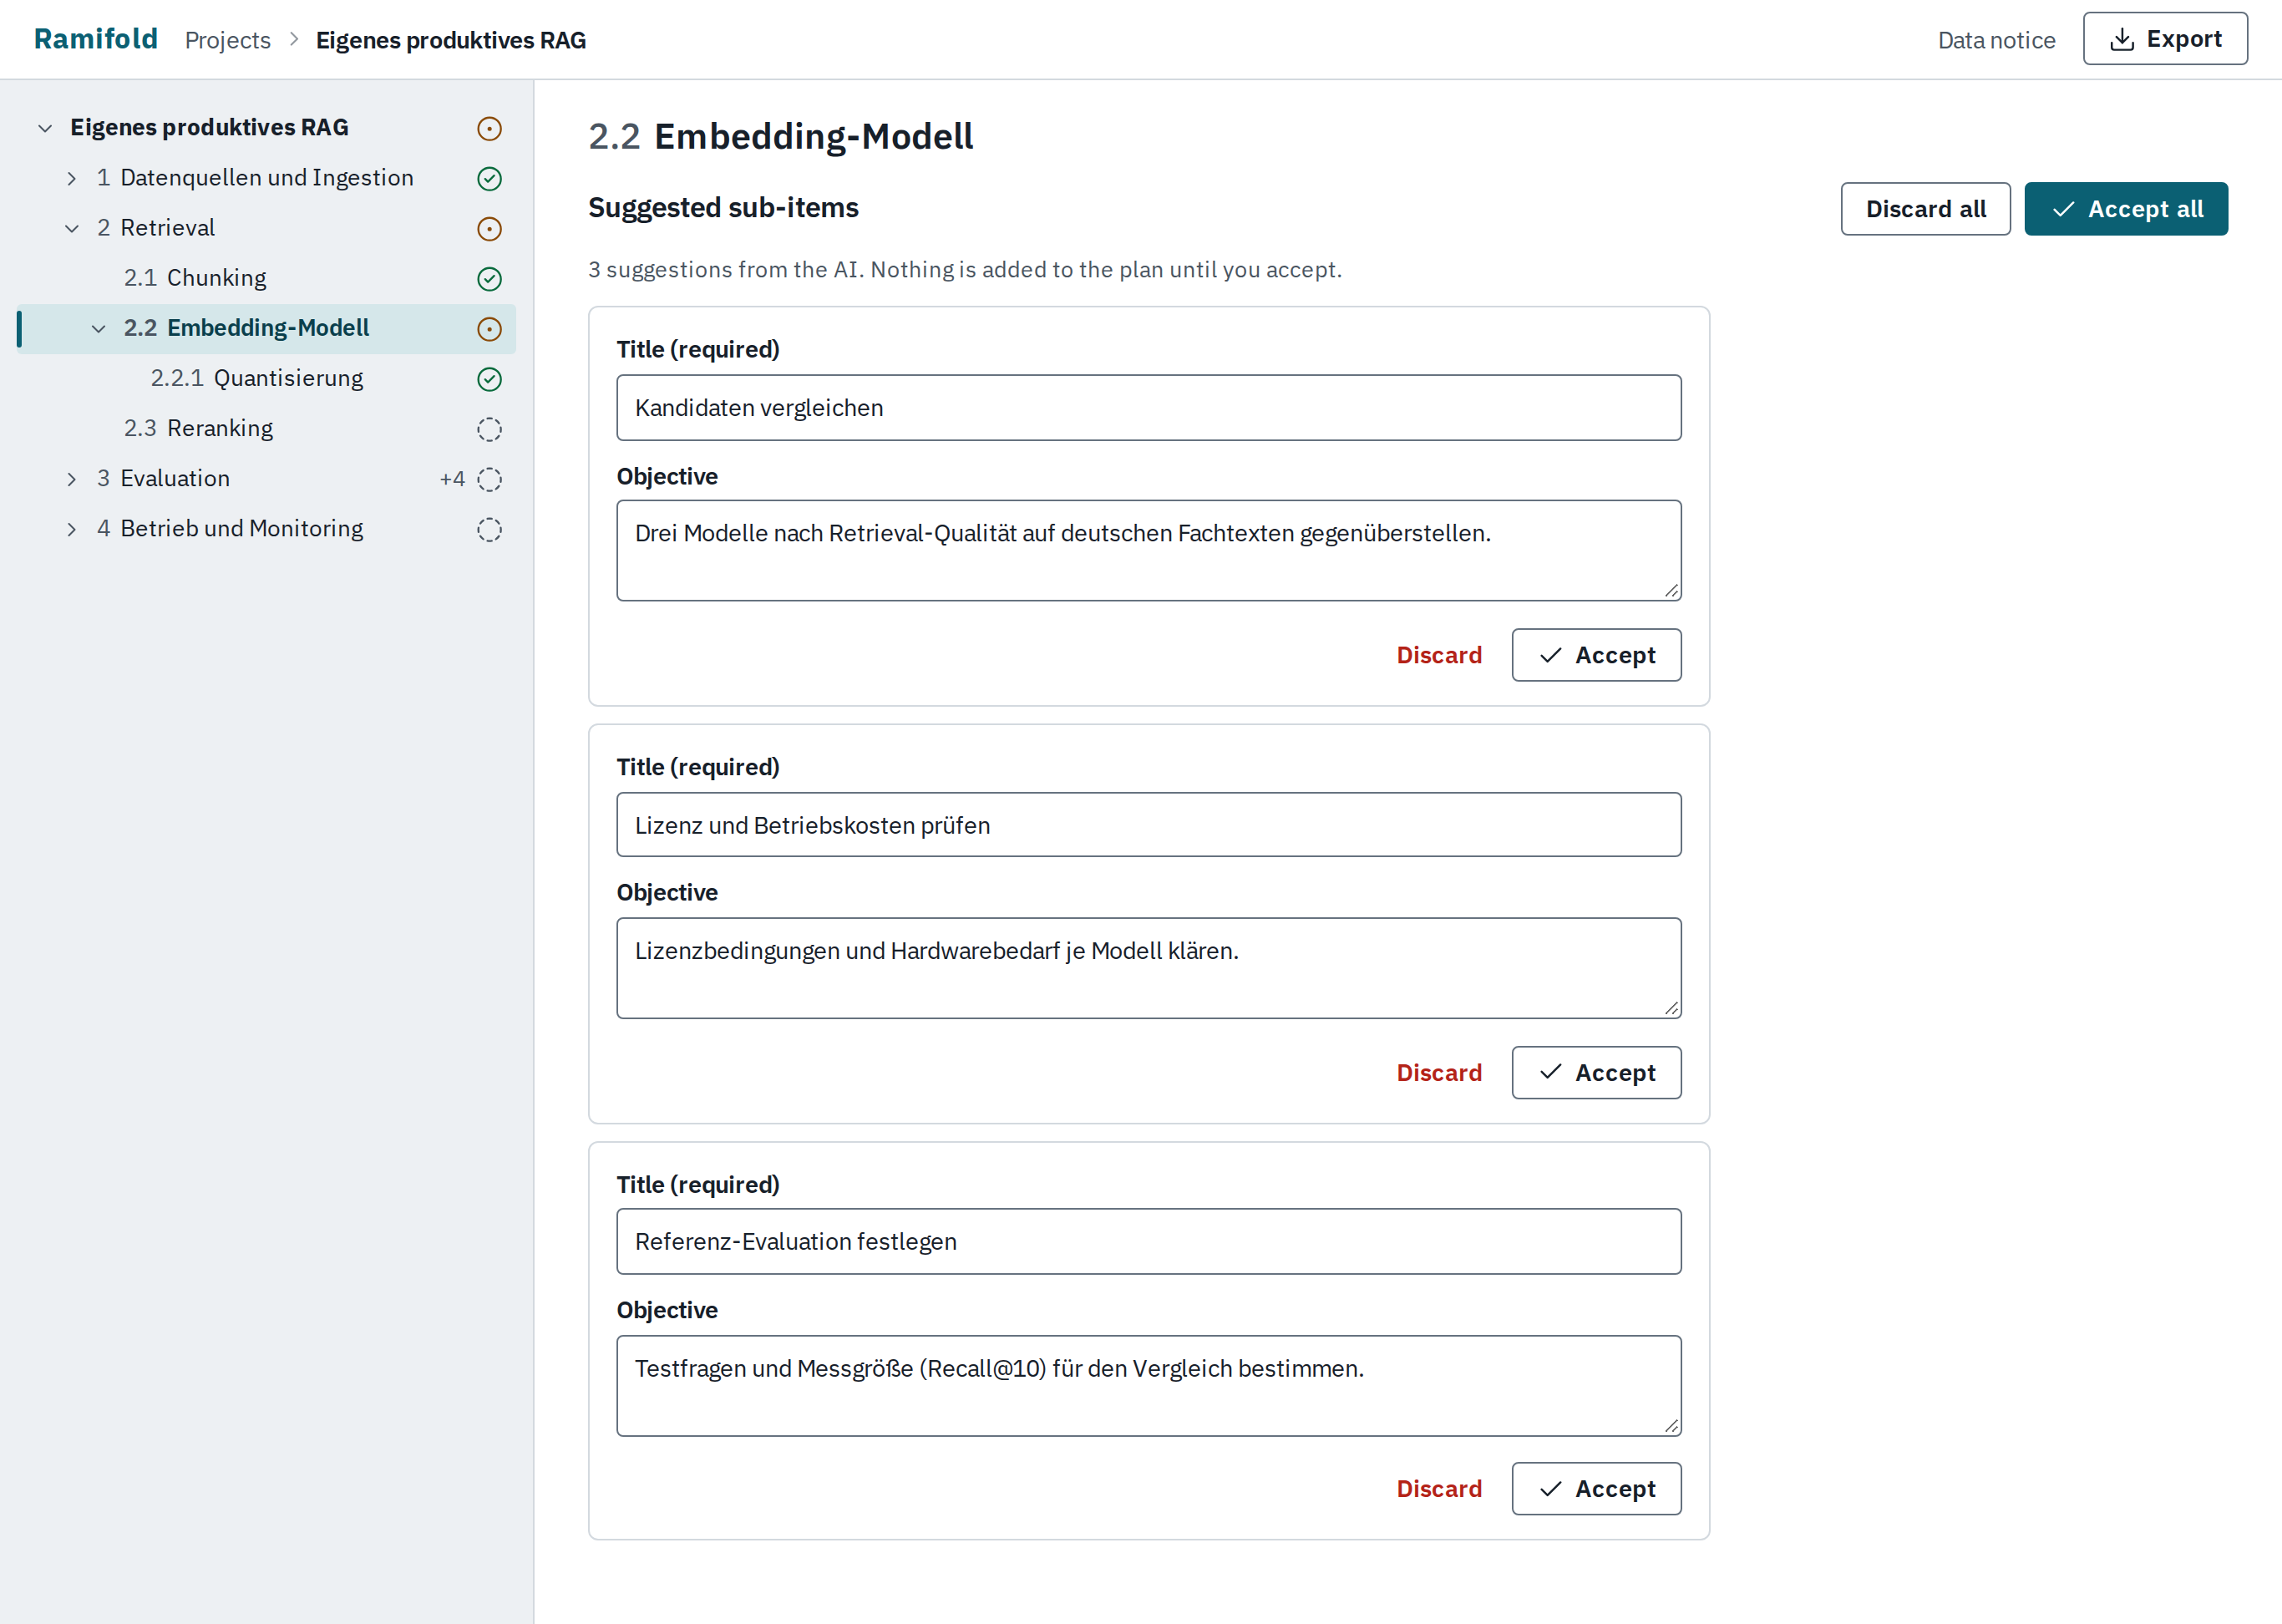 Ramifold Projects Eigenes produktives RAG Data notice Export
Eigenes produktives RAG
1 Datenquellen und Ingestion
2 Retrieval
2.1 Chunking
2.2 Embedding-Modell
2.2.1 Quantisierung
2.3 Reranking
3 Evaluation +4
4 Betrieb und Monitoring
2.2 Embedding-Modell
Suggested sub-items Discard all Accept all
3 suggestions from the AI. Nothing is added to the plan until you accept.
Title (required)
Kandidaten vergleichen
Objective
Drei Modelle nach Retrieval-Qualität auf deutschen Fachtexten gegenüberstellen.
Discard Accept
Title (required)
Lizenz und Betriebskosten prüfen
Objective
Lizenzbedingungen und Hardwarebedarf je Modell klären.
Discard Accept
Title (required)
Referenz-Evaluation festlegen
Objective
Testfragen und Messgröße (Recall@10) für den Vergleich bestimmen.
Discard Accept